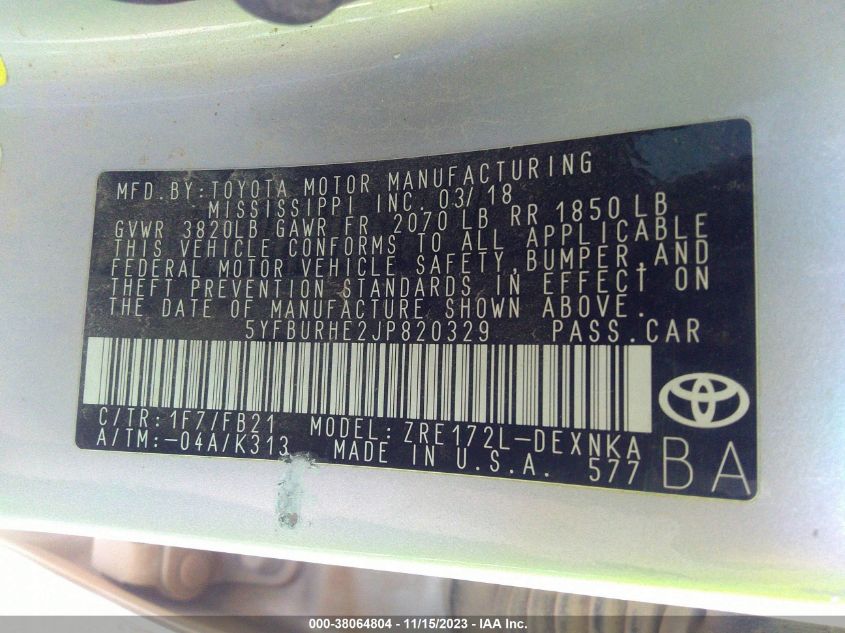 MFD. BY: TOYOTA MOTOR MANUFACTURING
MISSISSIPPI INC. 03/18
GVWR 3820LB GAWR FR 2070 LB RR 1850 LB
THIS VEHICLE CONFORMS TO ALL APPLICABLE
FEDERAL MOTOR VEHICLE SAFETY, BUMPER, AND
THEFT PREVENTION STANDARDS IN EFFECT ON
THE DATE OF MANUFACTURE SHOWN ABOVE.
5YFBURHE2JP820329 PASS. CAR
C/TR: 1F7/FB21 MODEL: ZRE172L-DEXNKA
A/TM: -04A/K313 MADE IN U.S.A. 577
BA
000-38064804 - 11/15/2023 - IAA Inc.